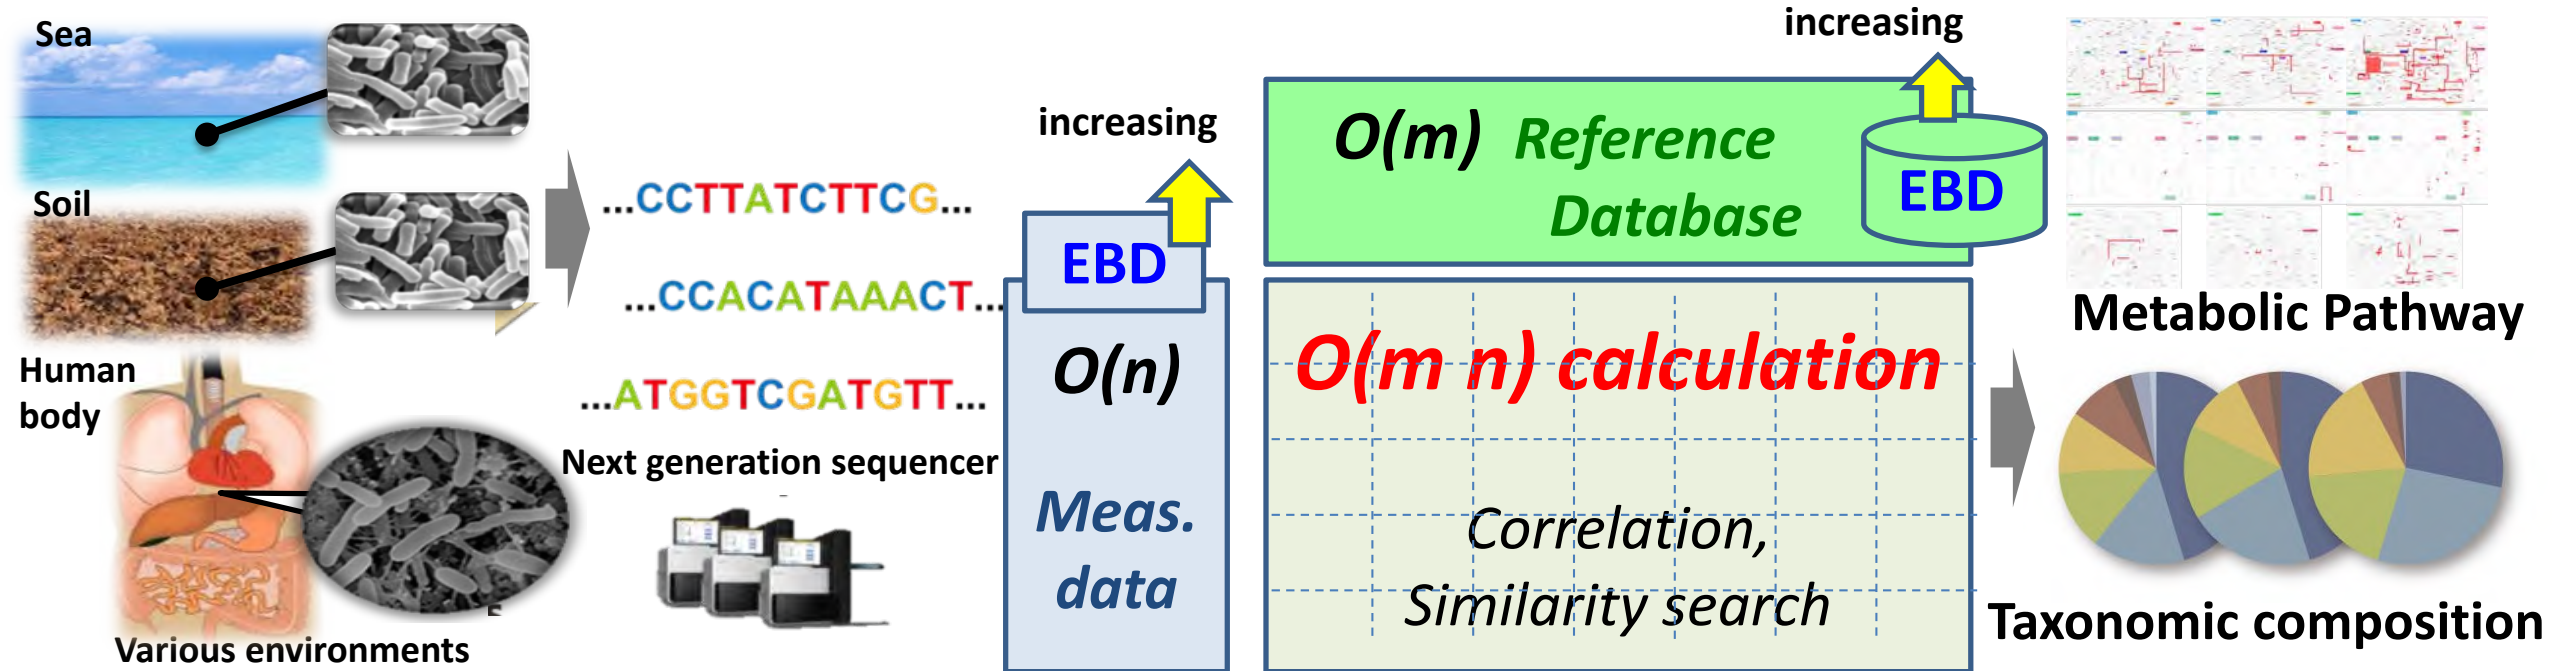 Sea
Soil
Human
body
Various environments
...CCTTATCTTCG...
...CCACATAAACT...
...ATGGTCGATGTT...
Next generation sequencer
increasing
EBD
O(n)
Meas.
data
increasing
O(m) Reference
Database
EBD
O(m n) calculation
Correlation,
Similarity search
Metabolic Pathway
Taxonomic composition